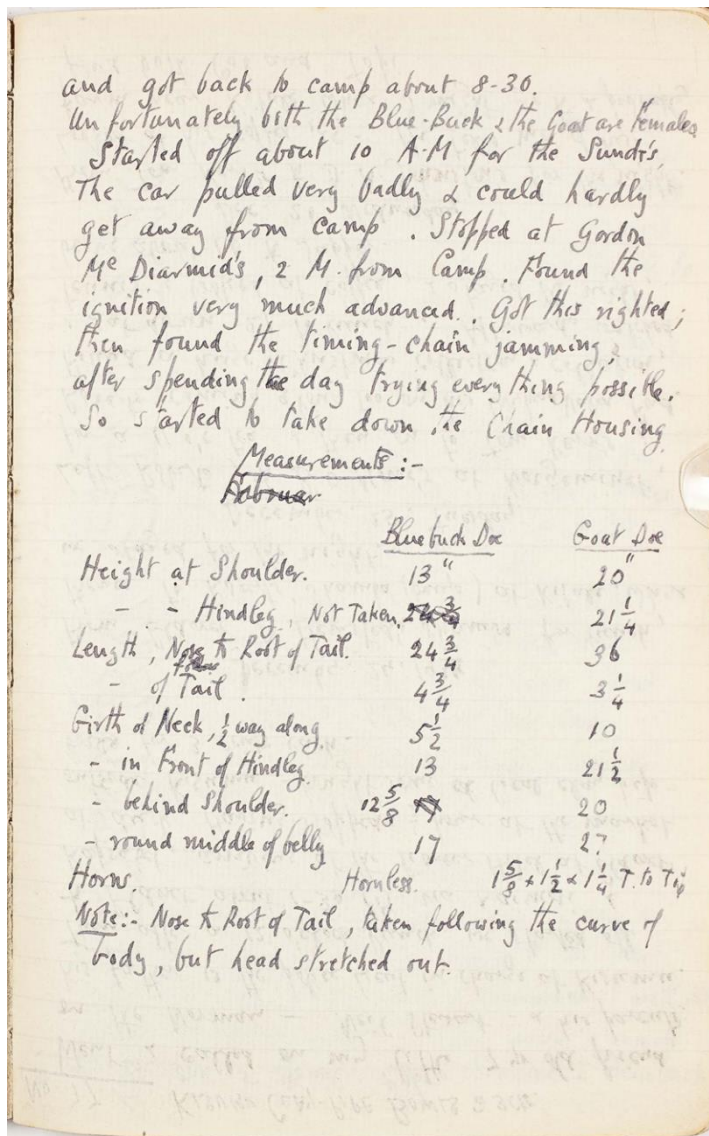 and got back to camp about 8-30.
Unfortunately both the Blue-Buck & the Goat are Females
Started off about 10 A-M for the Sundi's,
The car pulled very badly & could hardly
get away from camp. Stopped at Gordon
Mc Diarmid's, 2 M. from Camp. Found the
ignition very much advanced. Got this righted;
then found the timing-chain jamming,
after spending the day trying everything possible.
So started to take down the Chain Housing
Measurements:-
Bluebuck Doe Goat Doe
Height at Shoulder. 13" 20"
- - Hindleg, Not Taken, 21 1/4
Length, Nose to Root of Tail. 24 3/4 36
- of Tail. 4 3/4 3 1/4
Girth of Neck, 1/2 way along 5 1/2 10
- in Front of Hindleg 13 21 1/2
- behind Shoulder. 12 5/8 20
- round middle of belly 17
Horns. Hornless. 1 5/8 x 1 1/2 x 1 1/4 T. to Tip
Note:- Nose to Root of Tail, taken following the curve of
body, but head stretched out.